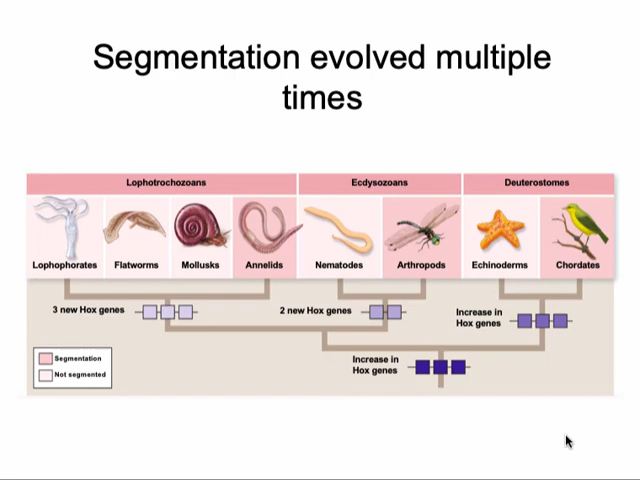 Segmentation evolved multiple
times
Lophotrochozoans
Ecdysozoans
Deuterostomes
Lophophorates
Flatworms
Mollusks
Annelids
Nematodes
Arthropods
Echinoderms
Chordates
3 new Hox genes
2 new Hox genes
Increase in
Hox genes
Increase in
Hox genes
Segmentation
Not segmented